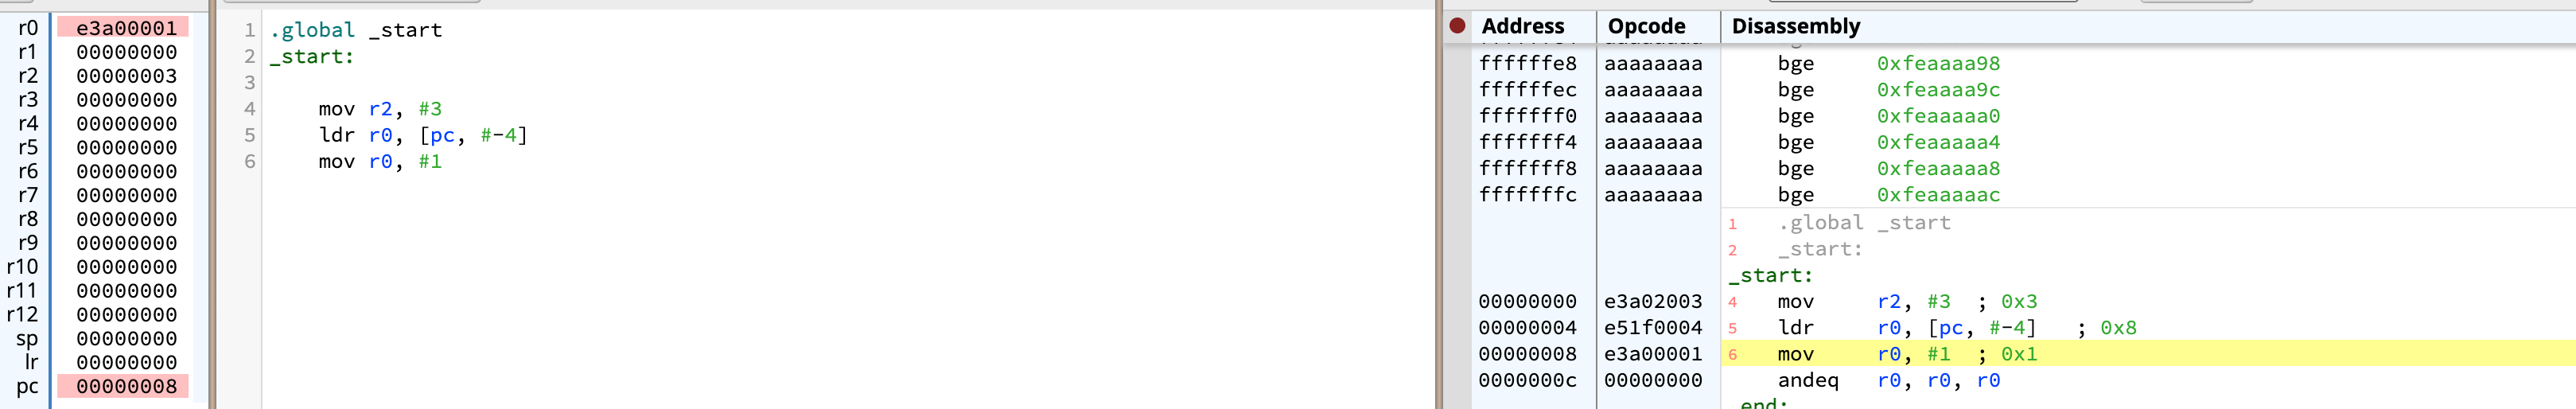 r0 e3a00001
r1 00000000
r2 00000003
r3 00000000
r4 00000000
r5 00000000
r6 00000000
r7 00000000
r8 00000000
r9 00000000
r10 00000000
r11 00000000
r12 00000000
sp 00000000
lr 00000000
pc 00000008
1 .global _start
2 _start:
3
4 mov r2, #3
5 ldr r0, [pc, #-4]
6 mov r0, #1
Address Opcode Disassembly
ffffffe8 aaaaaaaa bge 0xfeaaaa98
ffffffec aaaaaaaa bge 0xfeaaaa9c
fffffff0 aaaaaaaa bge 0xfeaaaaa0
fffffff4 aaaaaaaa bge 0xfeaaaaa4
fffffff8 aaaaaaaa bge 0xfeaaaaa8
fffffffc aaaaaaaa bge 0xfeaaaaac
1 .global _start
2 _start:
_start:
00000000 e3a02003 4 mov r2, #3 ; 0x3
00000004 e51f0004 5 ldr r0, [pc, #-4] ; 0x8
00000008 e3a00001 6 mov r0, #1 ; 0x1
0000000c 00000000 andeq r0, r0, r0
end: